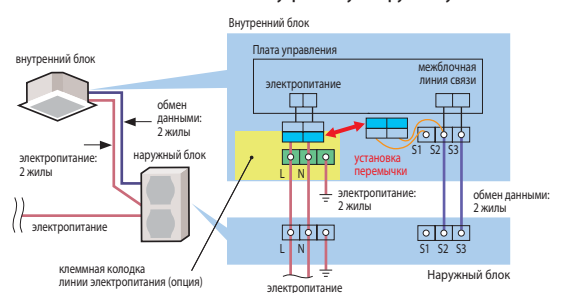 Внутренний блок
Плата управления
внутренний блок
межблочная
линия связи
электропитание
обмен
данными:
2 жилы
S1 S2 S3
электропитание:
2 жилы
наружный блок
установка
перемычки
L N
электропитание:
2 жилы
обмен данными:
2 жилы
электропитание
L N
S1 S2 S3
клеммная колодка
линии электропитания (опция)
Наружный блок
электропитание